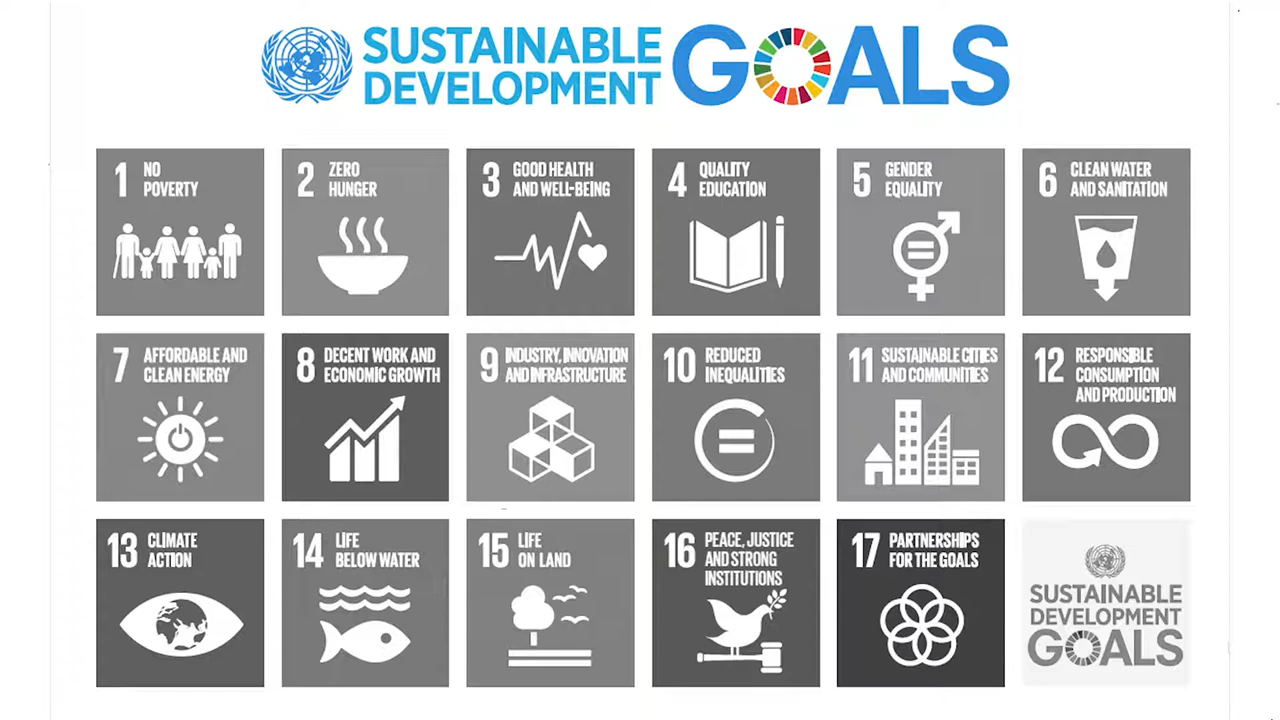 SUSTAINABLE
DEVELOPMENT
GOALS
1 NO
POVERTY
2 ZERO
HUNGER
3 GOOD HEALTH
AND WELL-BEING
4 QUALITY
EDUCATION
5 GENDER
EQUALITY
6 CLEAN WATER
AND SANITATION
7 AFFORDABLE AND
CLEAN ENERGY
8 DECENT WORK AND
ECONOMIC GROWTH
9 INDUSTRY, INNOVATION
AND INFRASTRUCTURE
10 REDUCED
INEQUALITIES
11 SUSTAINABLE CITIES
AND COMMUNITIES
12 RESPONSIBLE
CONSUMPTION
AND PRODUCTION
13 CLIMATE
ACTION
14 LIFE
BELOW WATER
15 LIFE
ON LAND
16 PEACE, JUSTICE
AND STRONG
INSTITUTIONS
17 PARTNERSHIPS
FOR THE GOALS
SUSTAINABLE
DEVELOPMENT
GOALS